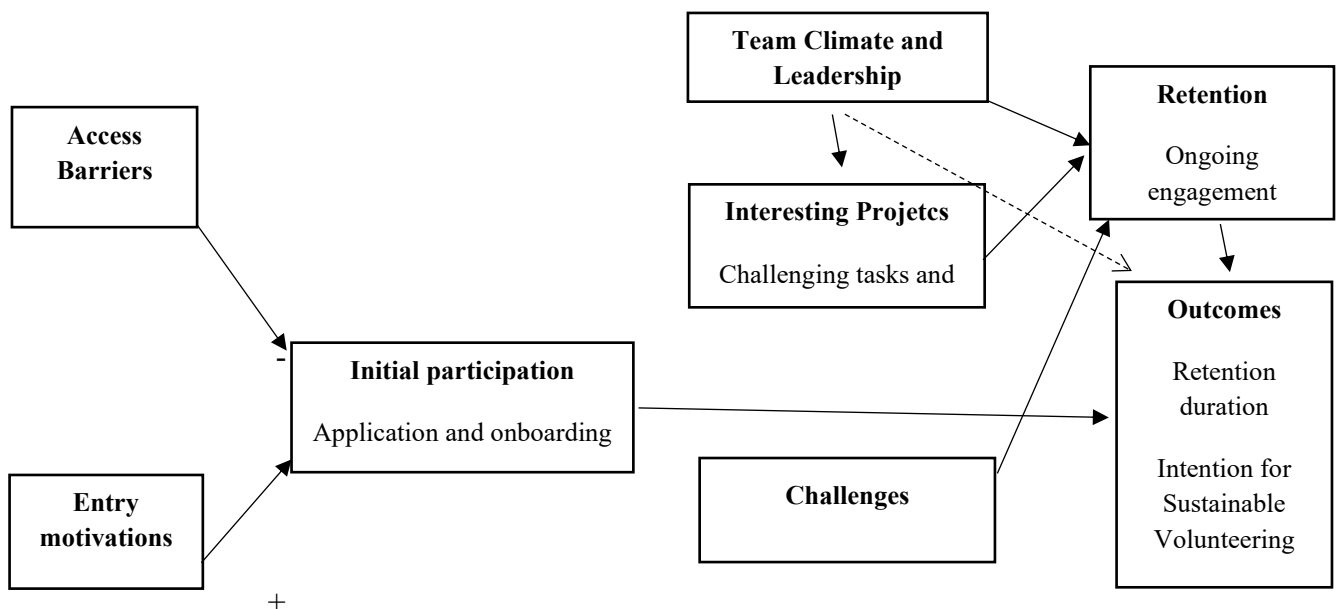 Team Climate and
Leadership
Retention
Ongoing
engagement
Access
Barriers
Interesting Projetcs
Challenging tasks and
Outcomes
Retention
duration
Intention for
Sustainable
Volunteering
-
Initial participation
Application and onboarding
Challenges
Entry
motivations
+